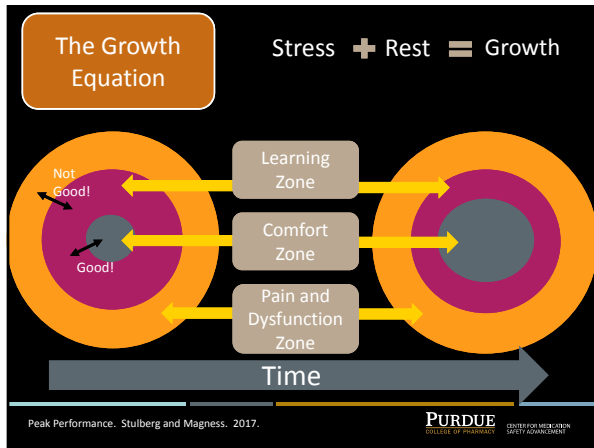 The Growth
Equation
Stress + Rest = Growth
Learning
Zone
Not
Good!
Comfort
Zone
Good!
Pain and
Dysfunction
Zone
Time
Peak Performance. Stulberg and Magness. 2017.
PURDUE
COLLEGE OF PHARMACY
CENTER FOR MEDICATION
SAFETY ADVANCEMENT